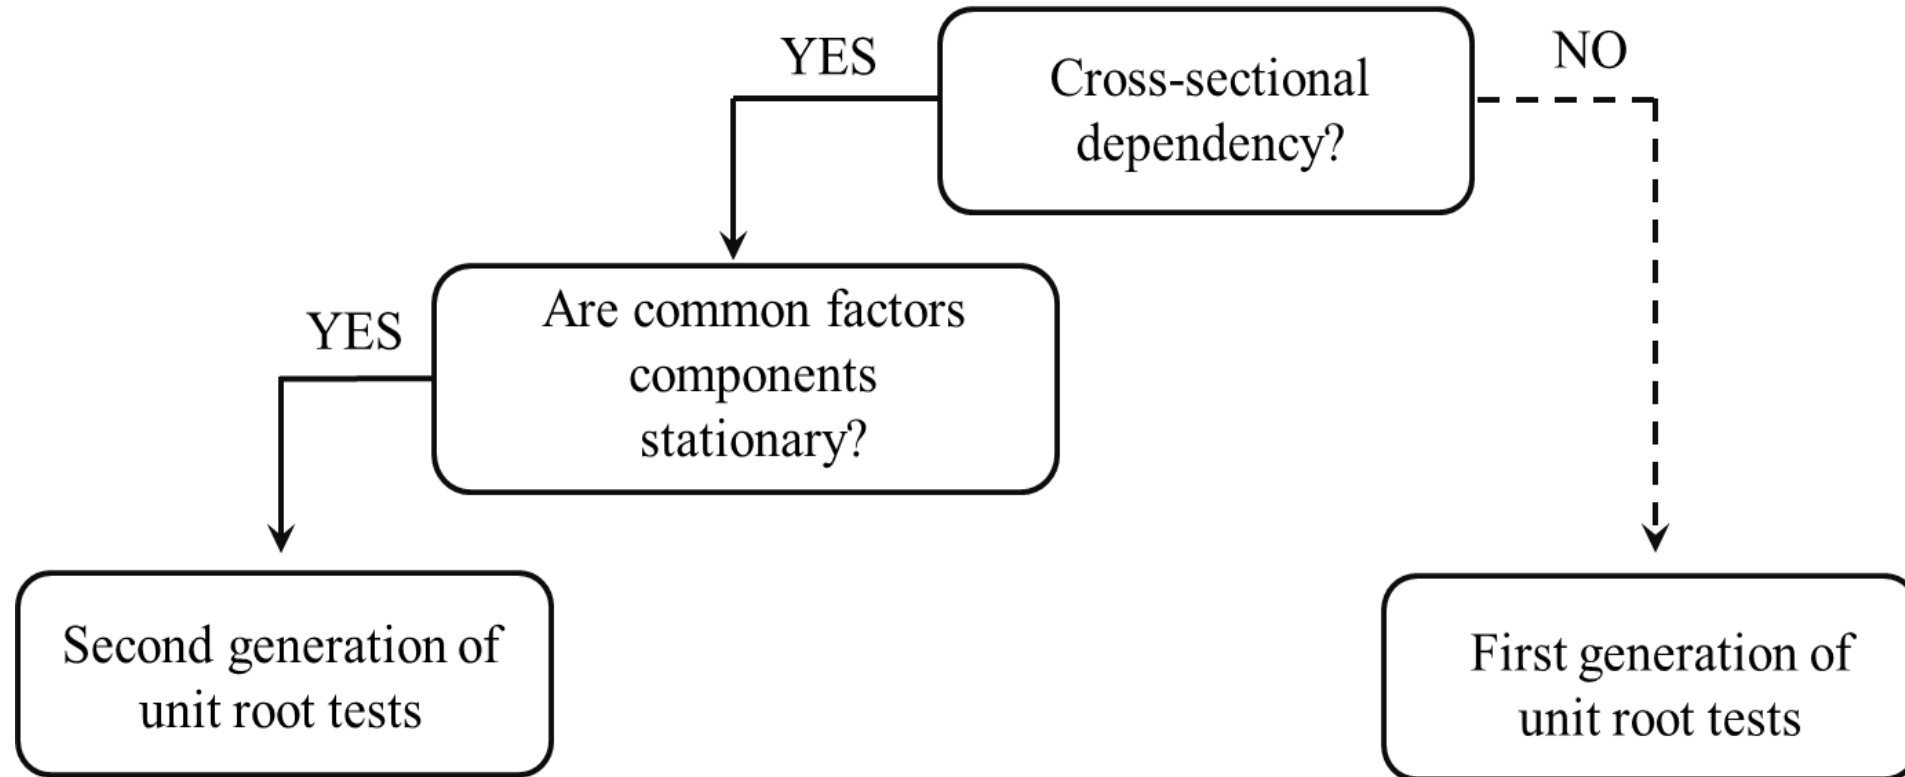 YES
Cross-sectional
dependency?
NO
YES
Are common factors
components
stationary?
Second generation of
unit root tests
First generation of
unit root tests